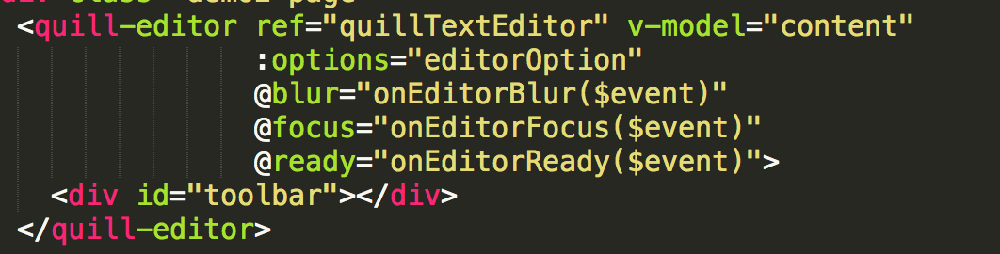 <quill-editor ref="quillTextEditor" v-model="content"
:options="editorOption"
@blur="onEditorBlur($event)"
@focus="onEditorFocus($event)"
@ready="onEditorReady($event)">
<div id="toolbar"></div>
</quill-editor>